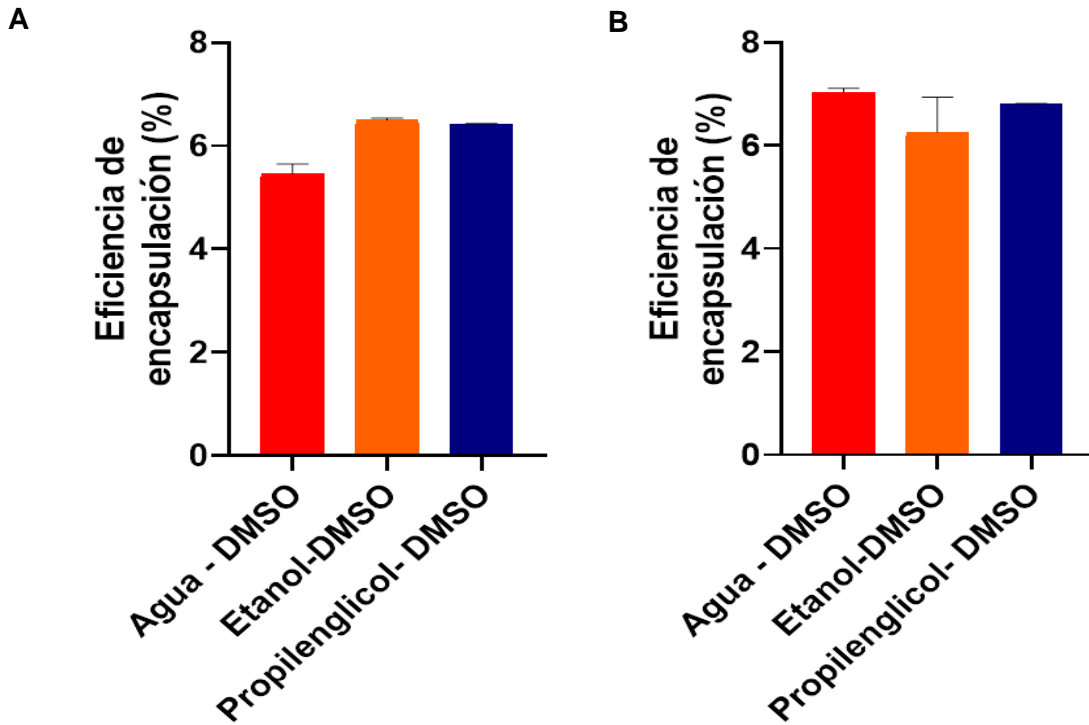 A
Eficiencia de
encapsulación (%)
8
6
4
2
0
Agua - DMSO
Etanol-DMSO
Propilenglicol- DMSO
B
Eficiencia de
encapsulación (%)
8
6
4
2
0
Agua - DMSO
Etanol-DMSO
Propilenglicol- DMSO